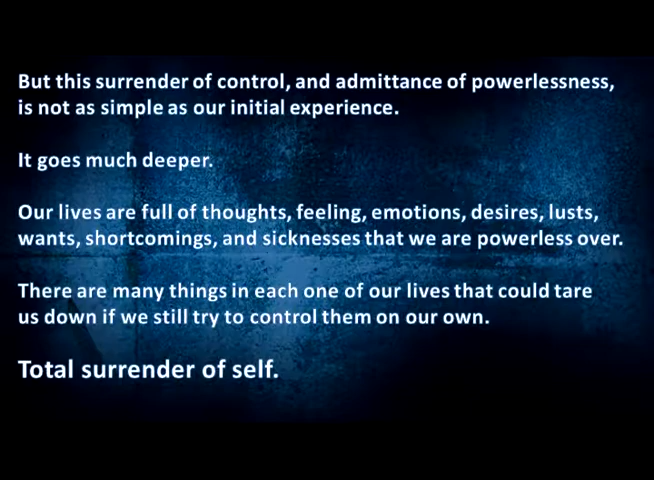 But this surrender of control, and admittance of powerlessness,
is not as simple as our initial experience.
It goes much deeper.
Our lives are full of thoughts, feeling, emotions, desires, lusts,
wants, shortcomings, and sicknesses that we are powerless over.
There are many things in each one of our lives that could tare
us down if we still try to control them on our own.
Total surrender of self.